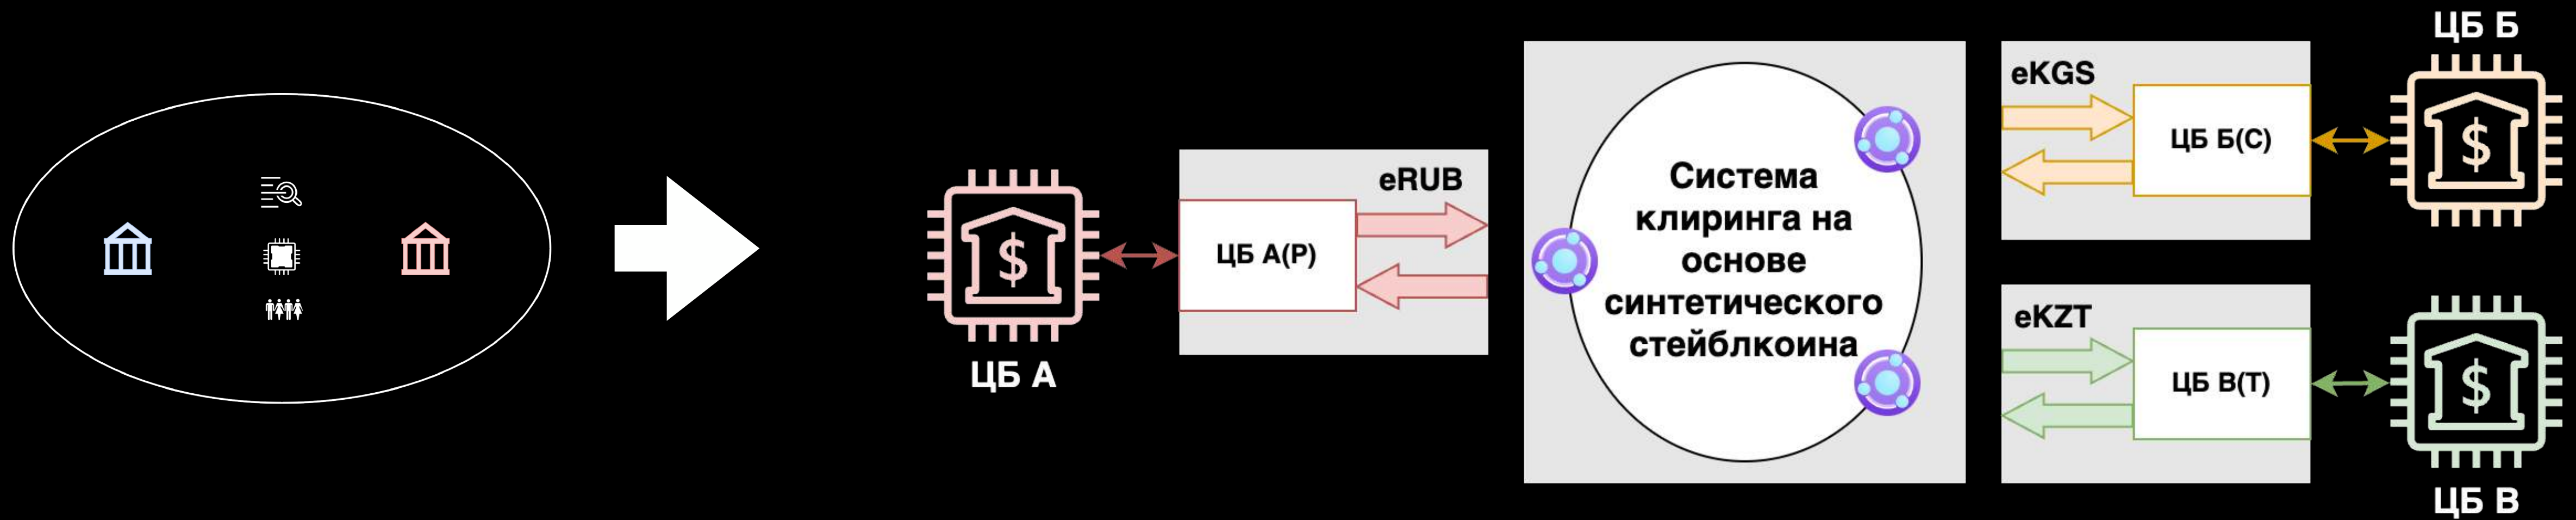 ЦБ А
ЦБ А(Р)
eRUB
Система
клиринга на
основе
синтетического
стейблкоина
eKGS
ЦБ Б(С)
ЦБ Б
eKZT
ЦБ В(Т)
ЦБ В